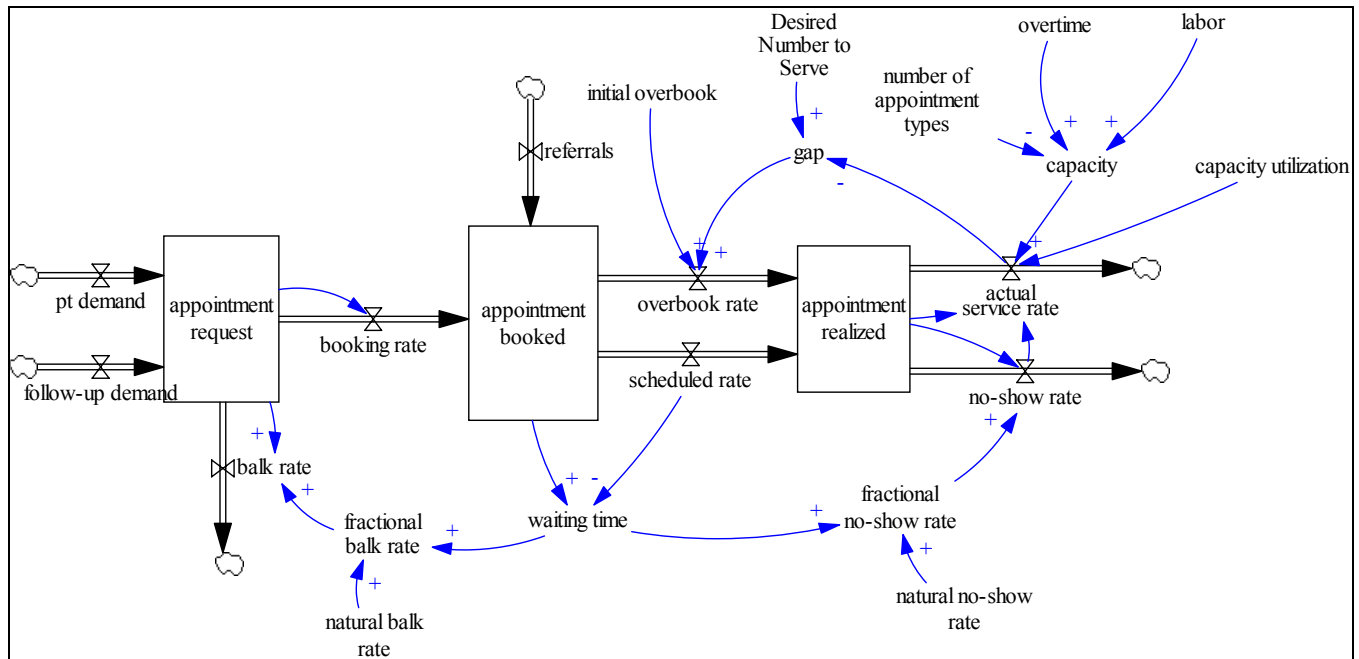 Desired
Number to
Serve
overtime
labor
initial overbook
number of
appointment
types
+
-
+
+
referrals
gap
capacity
capacity utilization
-
+
+
+
pt demand
appointment
request
booking rate
appointment
booked
overbook rate
appointment
realized
actual
service rate
follow-up demand
scheduled rate
no-show rate
+
+
balk rate
+
+
-
+
fractional
balk rate
+
waiting time
+
fractional
no-show rate
+
+
natural balk
rate
natural no-show
rate